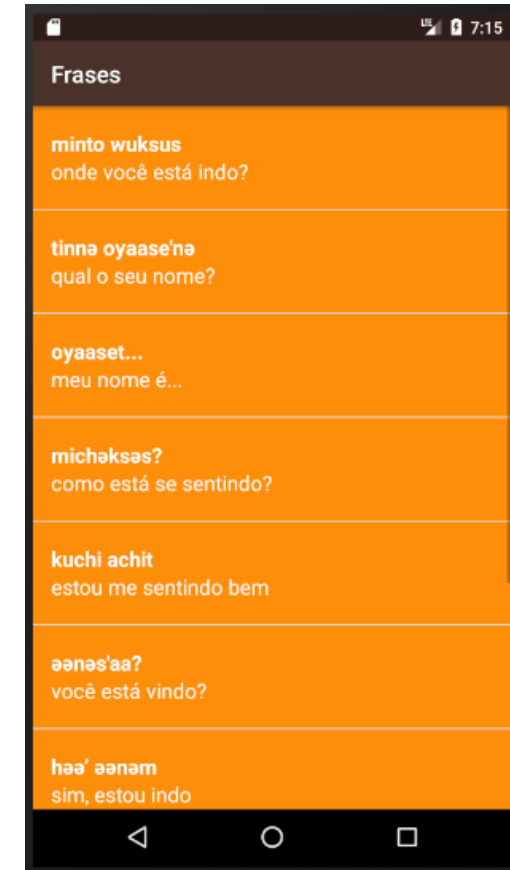 LTE 7:15
Frases
minto wuksus
onde você está indo?
tinnə oyaase'nə
qual o seu nome?
oyaaset...
meu nome é...
michəksəs?
como está se sentindo?
kuchi achit
estou me sentindo bem
əənəs'aa?
você está vindo?
həə’ əənəm
sim, estou indo